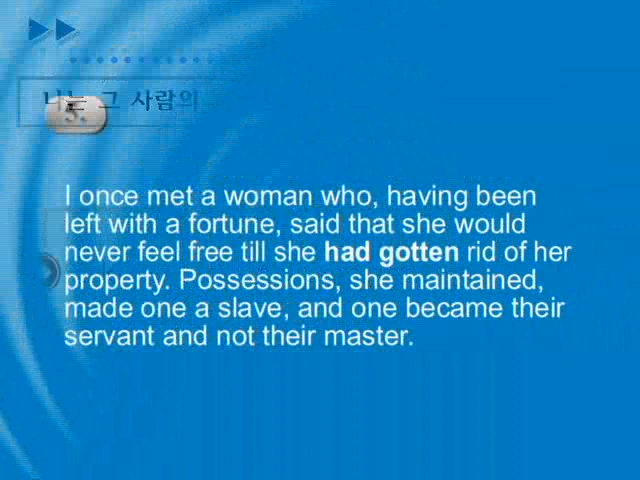 나는 그 사람의
5.
I once met a woman who, having been
left with a fortune, said that she would
never feel free till she had gotten rid of her
property. Possessions, she maintained,
made one a slave, and one became their
servant and not their master.